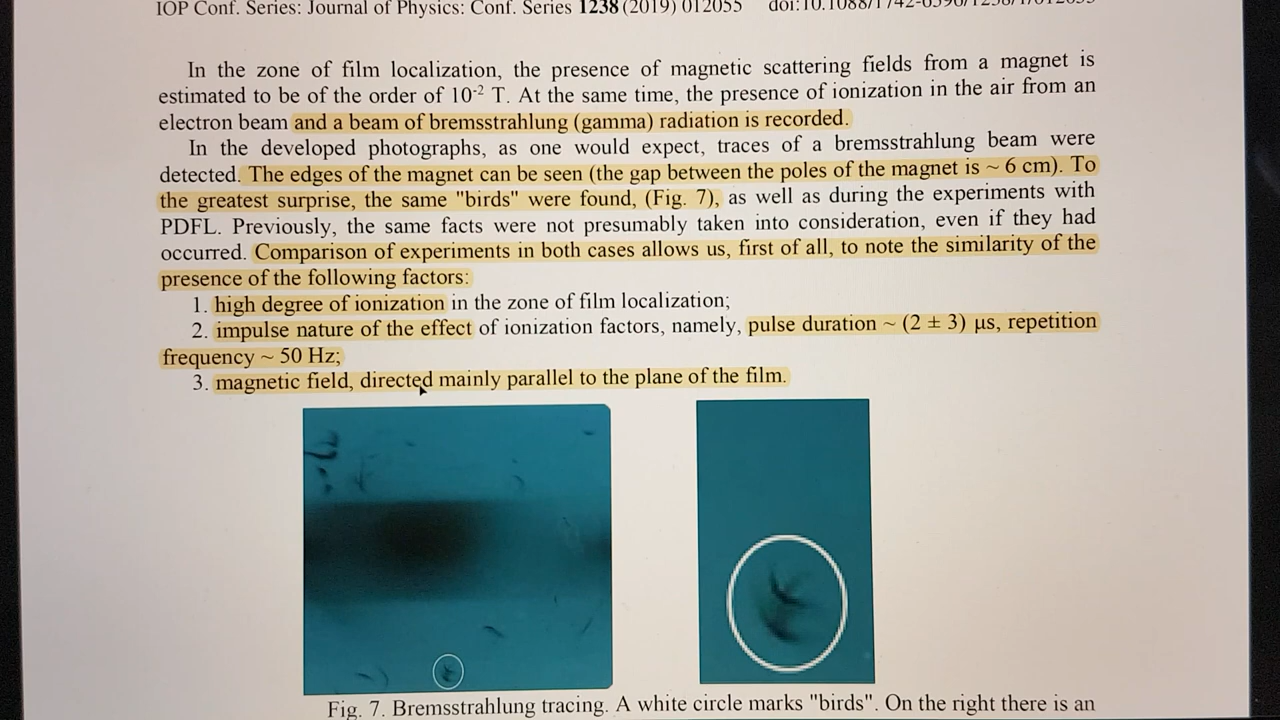 IOP Conf. Series: Journal of Physics: Conf. Series 1238 (2019) 012055
In the zone of film localization, the presence of magnetic scattering fields from a magnet is
estimated to be of the order of 10⁻² T. At the same time, the presence of ionization in the air from an
electron beam and a beam of bremsstrahlung (gamma) radiation is recorded.
In the developed photographs, as one would expect, traces of a bremsstrahlung beam were
detected. The edges of the magnet can be seen (the gap between the poles of the magnet is ~ 6 cm). To
the greatest surprise, the same "birds" were found, (Fig. 7), as well as during the experiments with
PDFL. Previously, the same facts were not presumably taken into consideration, even if they had
occurred. Comparison of experiments in both cases allows us, first of all, to note the similarity of the
presence of the following factors:
1. high degree of ionization in the zone of film localization;
2. impulse nature of the effect of ionization factors, namely, pulse duration ~ (2 ± 3) µs, repetition
frequency ~ 50 Hz;
3. magnetic field, directed mainly parallel to the plane of the film.
Fig. 7. Bremsstrahlung tracing. A white circle marks "birds". On the right there is an